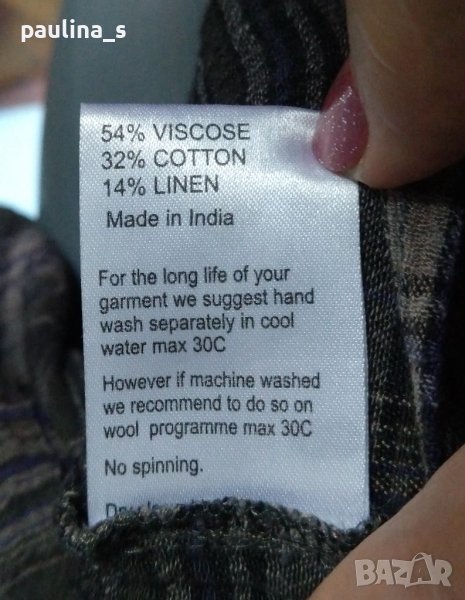 paulina_s
54% VISCOSE
32% COTTON
14% LINEN
Made in India
For the long life of your
garment we suggest hand
wash separately in cool
water max 30C
However if machine washed
we recommend to do so on
wool programme max 30C
No spinning.
BAZAR